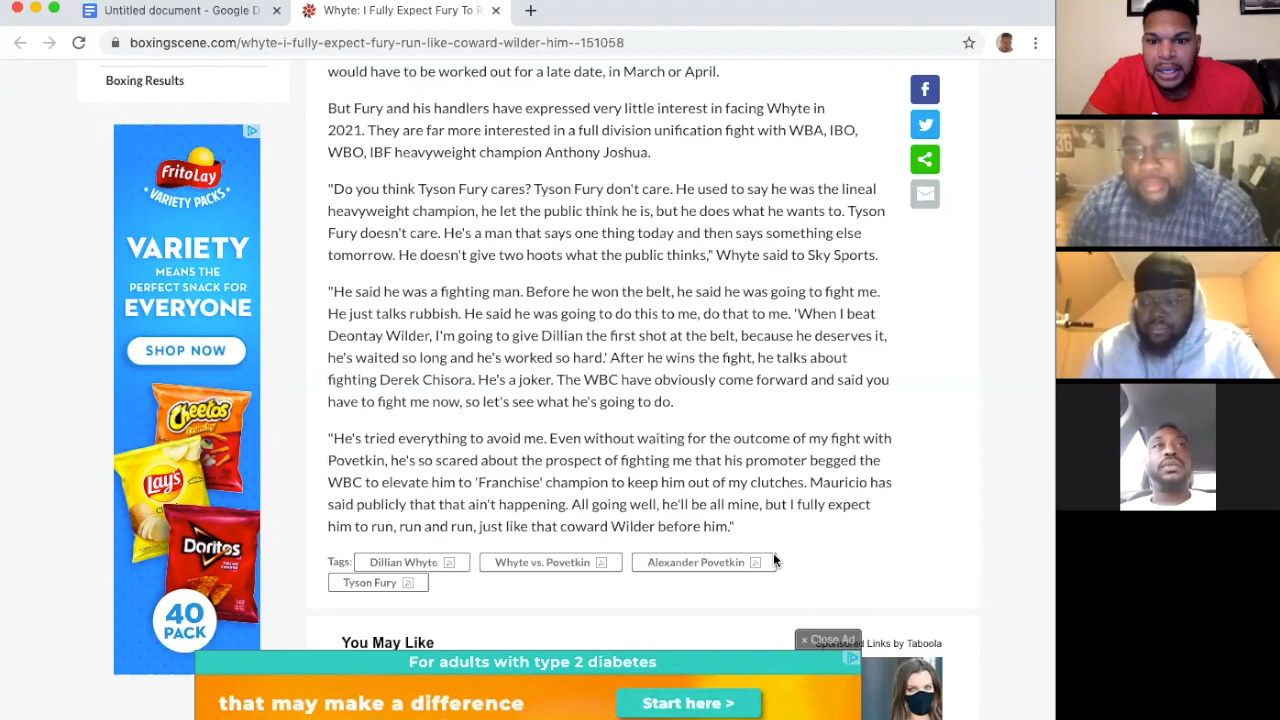 Untitled document - Google D
Whyte: I Fully Expect Fury To R
boxingscene.com/whyte-i-fully-expect-fury-run-like-coward-wilder-him--151058
Boxing Results
would have to be worked out for a late date, in March or April.
But Fury and his handlers have expressed very little interest in facing Whyte in
2021. They are far more interested in a full division unification fight with WBA, IBO,
WBO, IBF heavyweight champion Anthony Joshua.
"Do you think Tyson Fury cares? Tyson Fury don't care. He used to say he was the lineal
heavyweight champion, he let the public think he is, but he does what he wants to. Tyson
Fury doesn't care. He's a man that says one thing today and then says something else
tomorrow. He doesn't give two hoots what the public thinks," Whyte said to Sky Sports.
"He said he was a fighting man. Before he won the belt, he said he was going to fight me.
He just talks rubbish. He said he was going to do this to me, do that to me. 'When I beat
Deontay Wilder, I'm going to give Dillian the first shot at the belt, because he deserves it,
he's waited so long and he's worked so hard.' After he wins the fight, he talks about
fighting Derek Chisora. He's a joker. The WBC have obviously come forward and said you
have to fight me now, so let's see what he's going to do.
"He's tried everything to avoid me. Even without waiting for the outcome of my fight with
Povetkin, he's so scared about the prospect of fighting me that his promoter begged the
WBC to elevate him to 'Franchise' champion to keep him out of my clutches. Mauricio has
said publicly that that ain't happening. All going well, he'll be all mine, but I fully expect
him to run, run and run, just like that coward Wilder before him."
Tags: Dillian Whyte Whyte vs. Povetkin Alexander Povetkin
Tyson Fury
You May Like
Sponsored Links by Taboola
× Close Ad
For adults with type 2 diabetes
that may make a difference
Start here >
FritoLay
VARIETY PACKS
VARIETY
MEANS THE
PERFECT SNACK FOR
EVERYONE
SHOP NOW
Cheetos
Lay's
Doritos
40
PACK